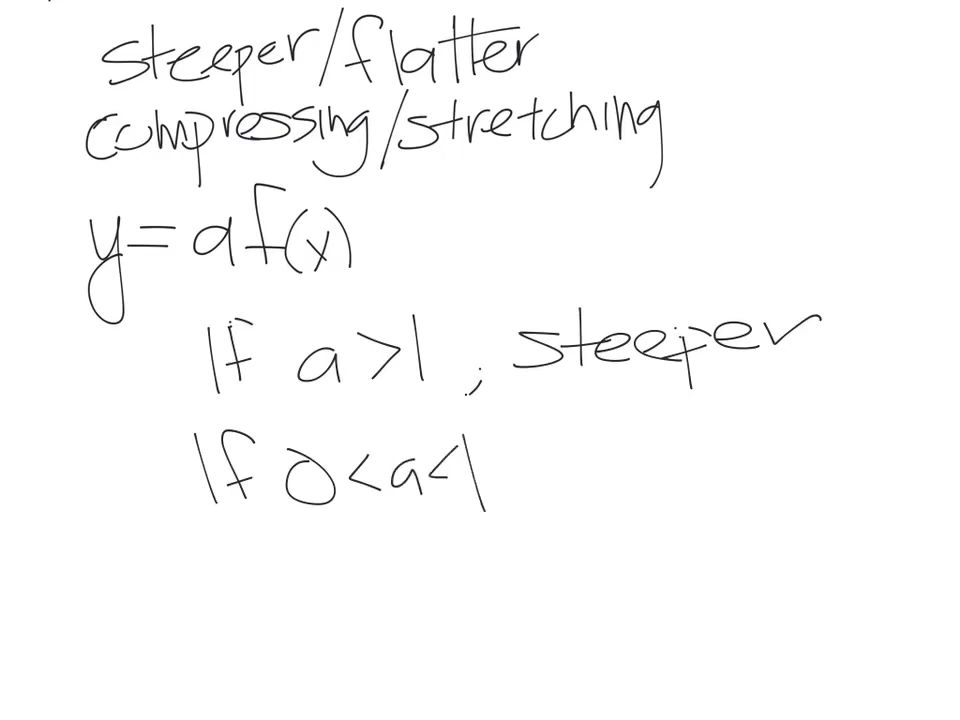 steeper/flatter
compressing/stretching
y=af(x)
If a>1, steeper
If 0<a<1